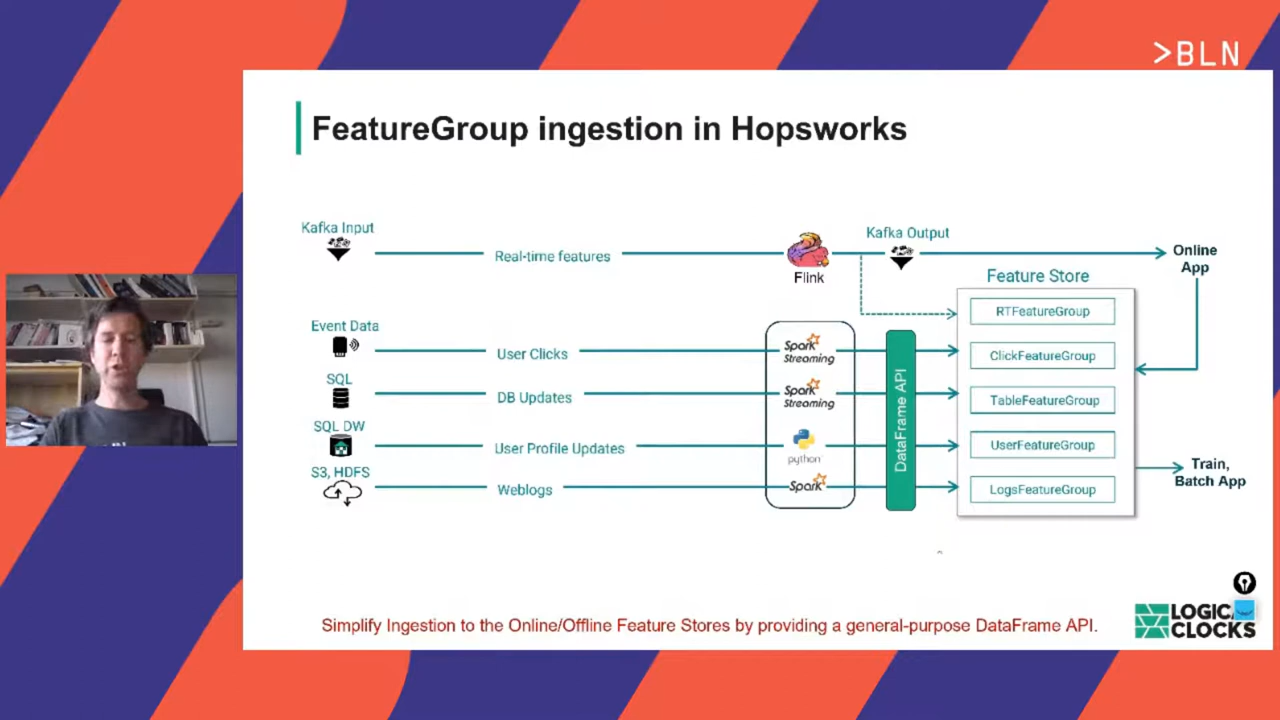 >BLN
FeatureGroup ingestion in Hopsworks
Kafka Input
Real-time features
Flink
Kafka Output
Online
App
Feature Store
RTFeatureGroup
Event Data
User Clicks
Spark
Streaming
ClickFeatureGroup
SQL
DB Updates
Spark
Streaming
TableFeatureGroup
SQL DW
User Profile Updates
python
UserFeatureGroup
S3, HDFS
Weblogs
Spark
LogsFeatureGroup
DataFrame API
Train,
Batch App
Simplify Ingestion to the Online/Offline Feature Stores by providing a general-purpose DataFrame API.
CLOCKS